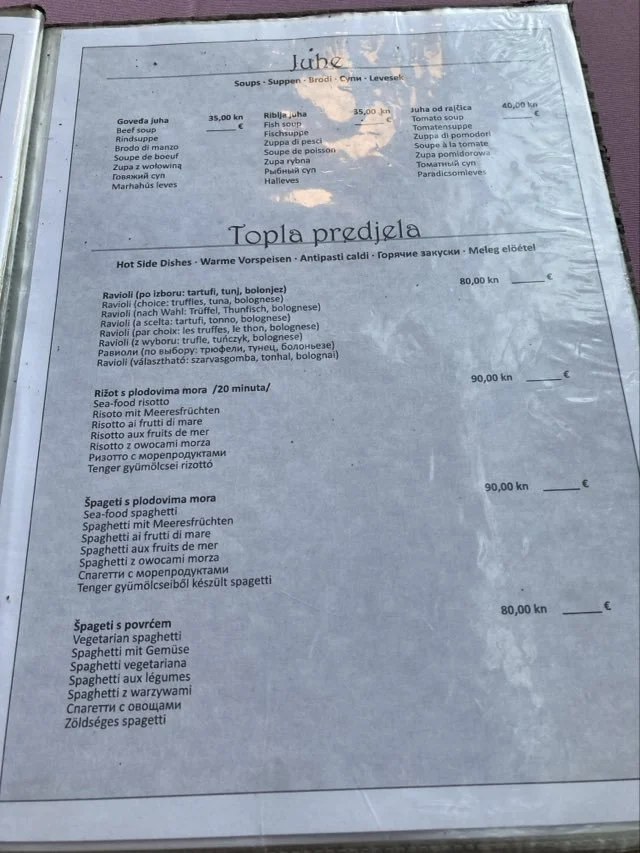 Juhe
Soups · Suppen · Brodi · Супи · Levesek
Goveđa juha 35,00 kn
Beef soup _____ €
Rindsuppe
Brodo di manzo
Soupe de boeuf
Zupa z wołowiną
Говяжий суп
Marhahús leves
Riblja juha 35,00 kn
Fish soup _____ €
Fischsuppe
Zuppa di pesci
Soupe de poisson
Zupa rybna
Рыбный суп
Halleves
Juha od rajčica 40,00 kn
Tomato soup _____ €
Tomatensuppe
Zuppa di pomodori
Soupe à la tomate
Zupa pomidorowa
Томатный суп
Paradicsomleves
Topla predjela
Hot Side Dishes · Warme Vorspeisen · Antipasti caldi · Горячие закуски · Meleg előétel
Ravioli (po izboru: tartufi, tunj, bolonjez) 80,00 kn _____ €
Ravioli (choice: truffles, tuna, bolognese)
Ravioli (nach Wahl: Trüffel, Thunfisch, bolognese)
Ravioli (a scelta: tartufi, tonno, bolognese)
Ravioli (par choix: les truffes, le thon, bolognese)
Ravioli (z wyboru: trufle, tuńczyk, bolognese)
Равиоли (по выбору: трюфели, тунец, болоньезе)
Ravioli (választható: szarvasgomba, tonhal, bolognai)
Rižot s plodovima mora /20 minuta/ 90,00 kn _____ €
Sea-food risotto
Risoto mit Meeresfrüchten
Risotto ai frutti di mare
Risotto aux fruits de mer
Risotto z owocami morza
Ризотто с морепродуктами
Tenger gyümölcsei rizottó
Špageti s plodovima mora 90,00 kn _____ €
Sea-food spaghetti
Spaghetti mit Meeresfrüchten
Spaghetti ai frutti di mare
Spaghetti aux fruits de mer
Spaghetti z owocami morza
Спагетти с морепродуктами
Tenger gyümölcseiből készült spagetti
Špageti s povrćem 80,00 kn _____ €
Vegetarian spaghetti
Spaghetti mit Gemüse
Spaghetti vegetariana
Spaghetti aux légumes
Spaghetti z warzywami
Спагетти с овощами
Zöldséges spagetti